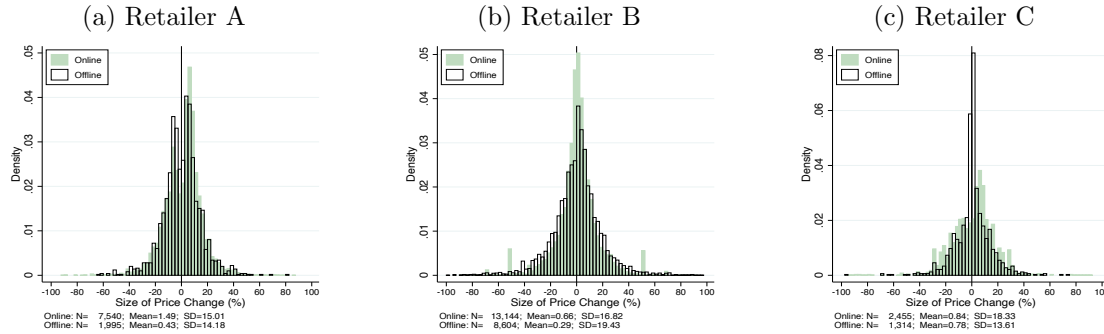 (a) Retailer A
(b) Retailer B
(c) Retailer C
Online
Offline
Density
0
.01
.02
.03
.04
.05
-100 -80 -60 -40 -20 0 20 40 60 80 100
Size of Price Change (%)
Online: N= 7,540; Mean=1.49; SD=15.01
Offline: N= 1,995; Mean=0.43; SD=14.18
Online
Offline
Density
0
.01
.02
.03
.04
.05
-100 -80 -60 -40 -20 0 20 40 60 80 100
Size of Price Change (%)
Online: N= 13,144; Mean=0.66; SD=16.82
Offline: N= 8,604; Mean=0.29; SD=19.43
Online
Offline
Density
0
.02
.04
.06
.08
-100 -80 -60 -40 -20 0 20 40 60 80 100
Size of Price Change (%)
Online: N= 2,455; Mean=0.84; SD=18.33
Offline: N= 1,314; Mean=0.78; SD=13.61